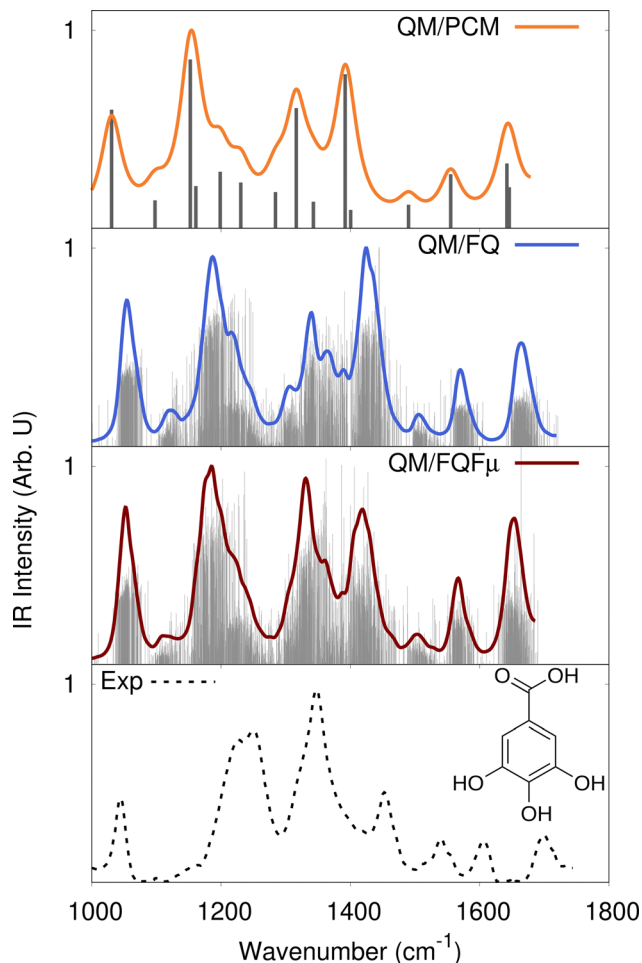 1
QM/PCM
1
QM/FQ
1
QM/FQFμ
1
Exp
O
OH
HO
OH
OH
1000
1200
1400
1600
1800
Wavenumber (cm-1)
IR Intensity (Arb. U)